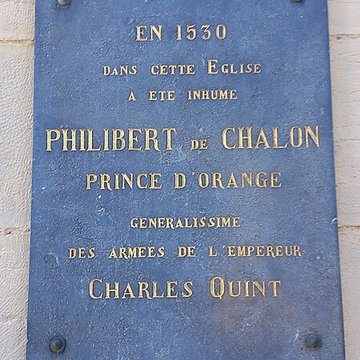 EN 1530
DANS CETTE EGLISE
A ETE INHUME
PHILIBERT DE CHALON
PRINCE D'ORANGE
GENERALISSIME
DES ARMEES DE L'EMPEREUR
CHARLES QUINT